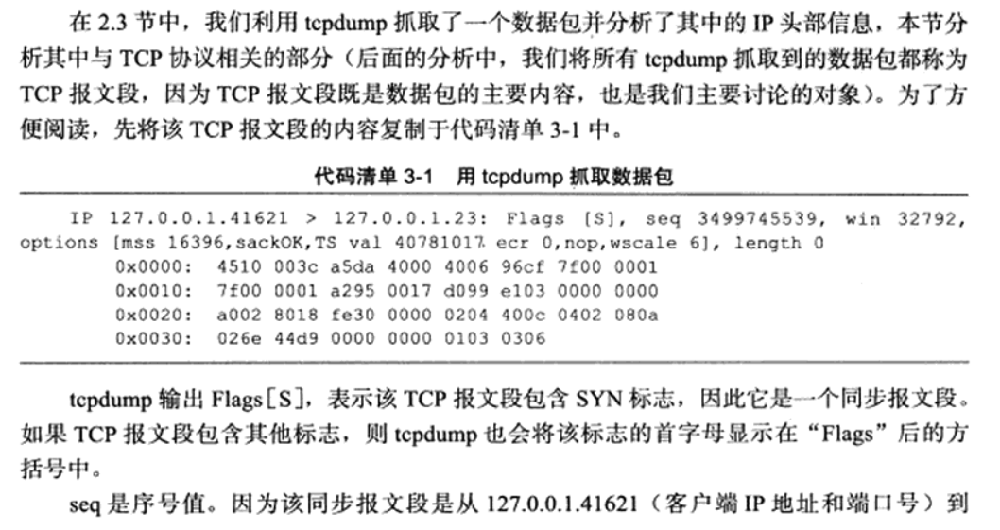 在 2.3 节中，我们利用 tcpdump 抓取了一个数据包并分析了其中的 IP 头部信息，本节分
析其中与 TCP 协议相关的部分（后面的分析中，我们将所有 tcpdump 抓取到的数据包都称为
TCP 报文段，因为 TCP 报文段既是数据包的主要内容，也是我们主要讨论的对象）。为了方
便阅读，先将该 TCP 报文段的内容复制于代码清单 3-1 中。
代码清单 3-1 用 tcpdump 抓取数据包
IP 127.0.0.1.41621 > 127.0.0.1.23: Flags [S], seq 3499745539, win 32792,
options [mss 16396,sackOK,TS val 40781017 ecr 0,nop,wscale 6], length 0
0x0000: 4510 003c a5da 4000 4006 96cf 7f00 0001
0x0010: 7f00 0001 a295 0017 d099 e103 0000 0000
0x0020: a002 8018 fe30 0000 0204 400c 0402 080a
0x0030: 026e 44d9 0000 0000 0103 0306
tcpdump 输出 Flags[S]，表示该 TCP 报文段包含 SYN 标志，因此它是一个同步报文段。
如果 TCP 报文段包含其他标志，则 tcpdump 也会将该标志的首字母显示在“Flags”后的方
括号中。
seq 是序号值。因为该同步报文段是从 127.0.0.1.41621（客户端 IP 地址和端口号）到